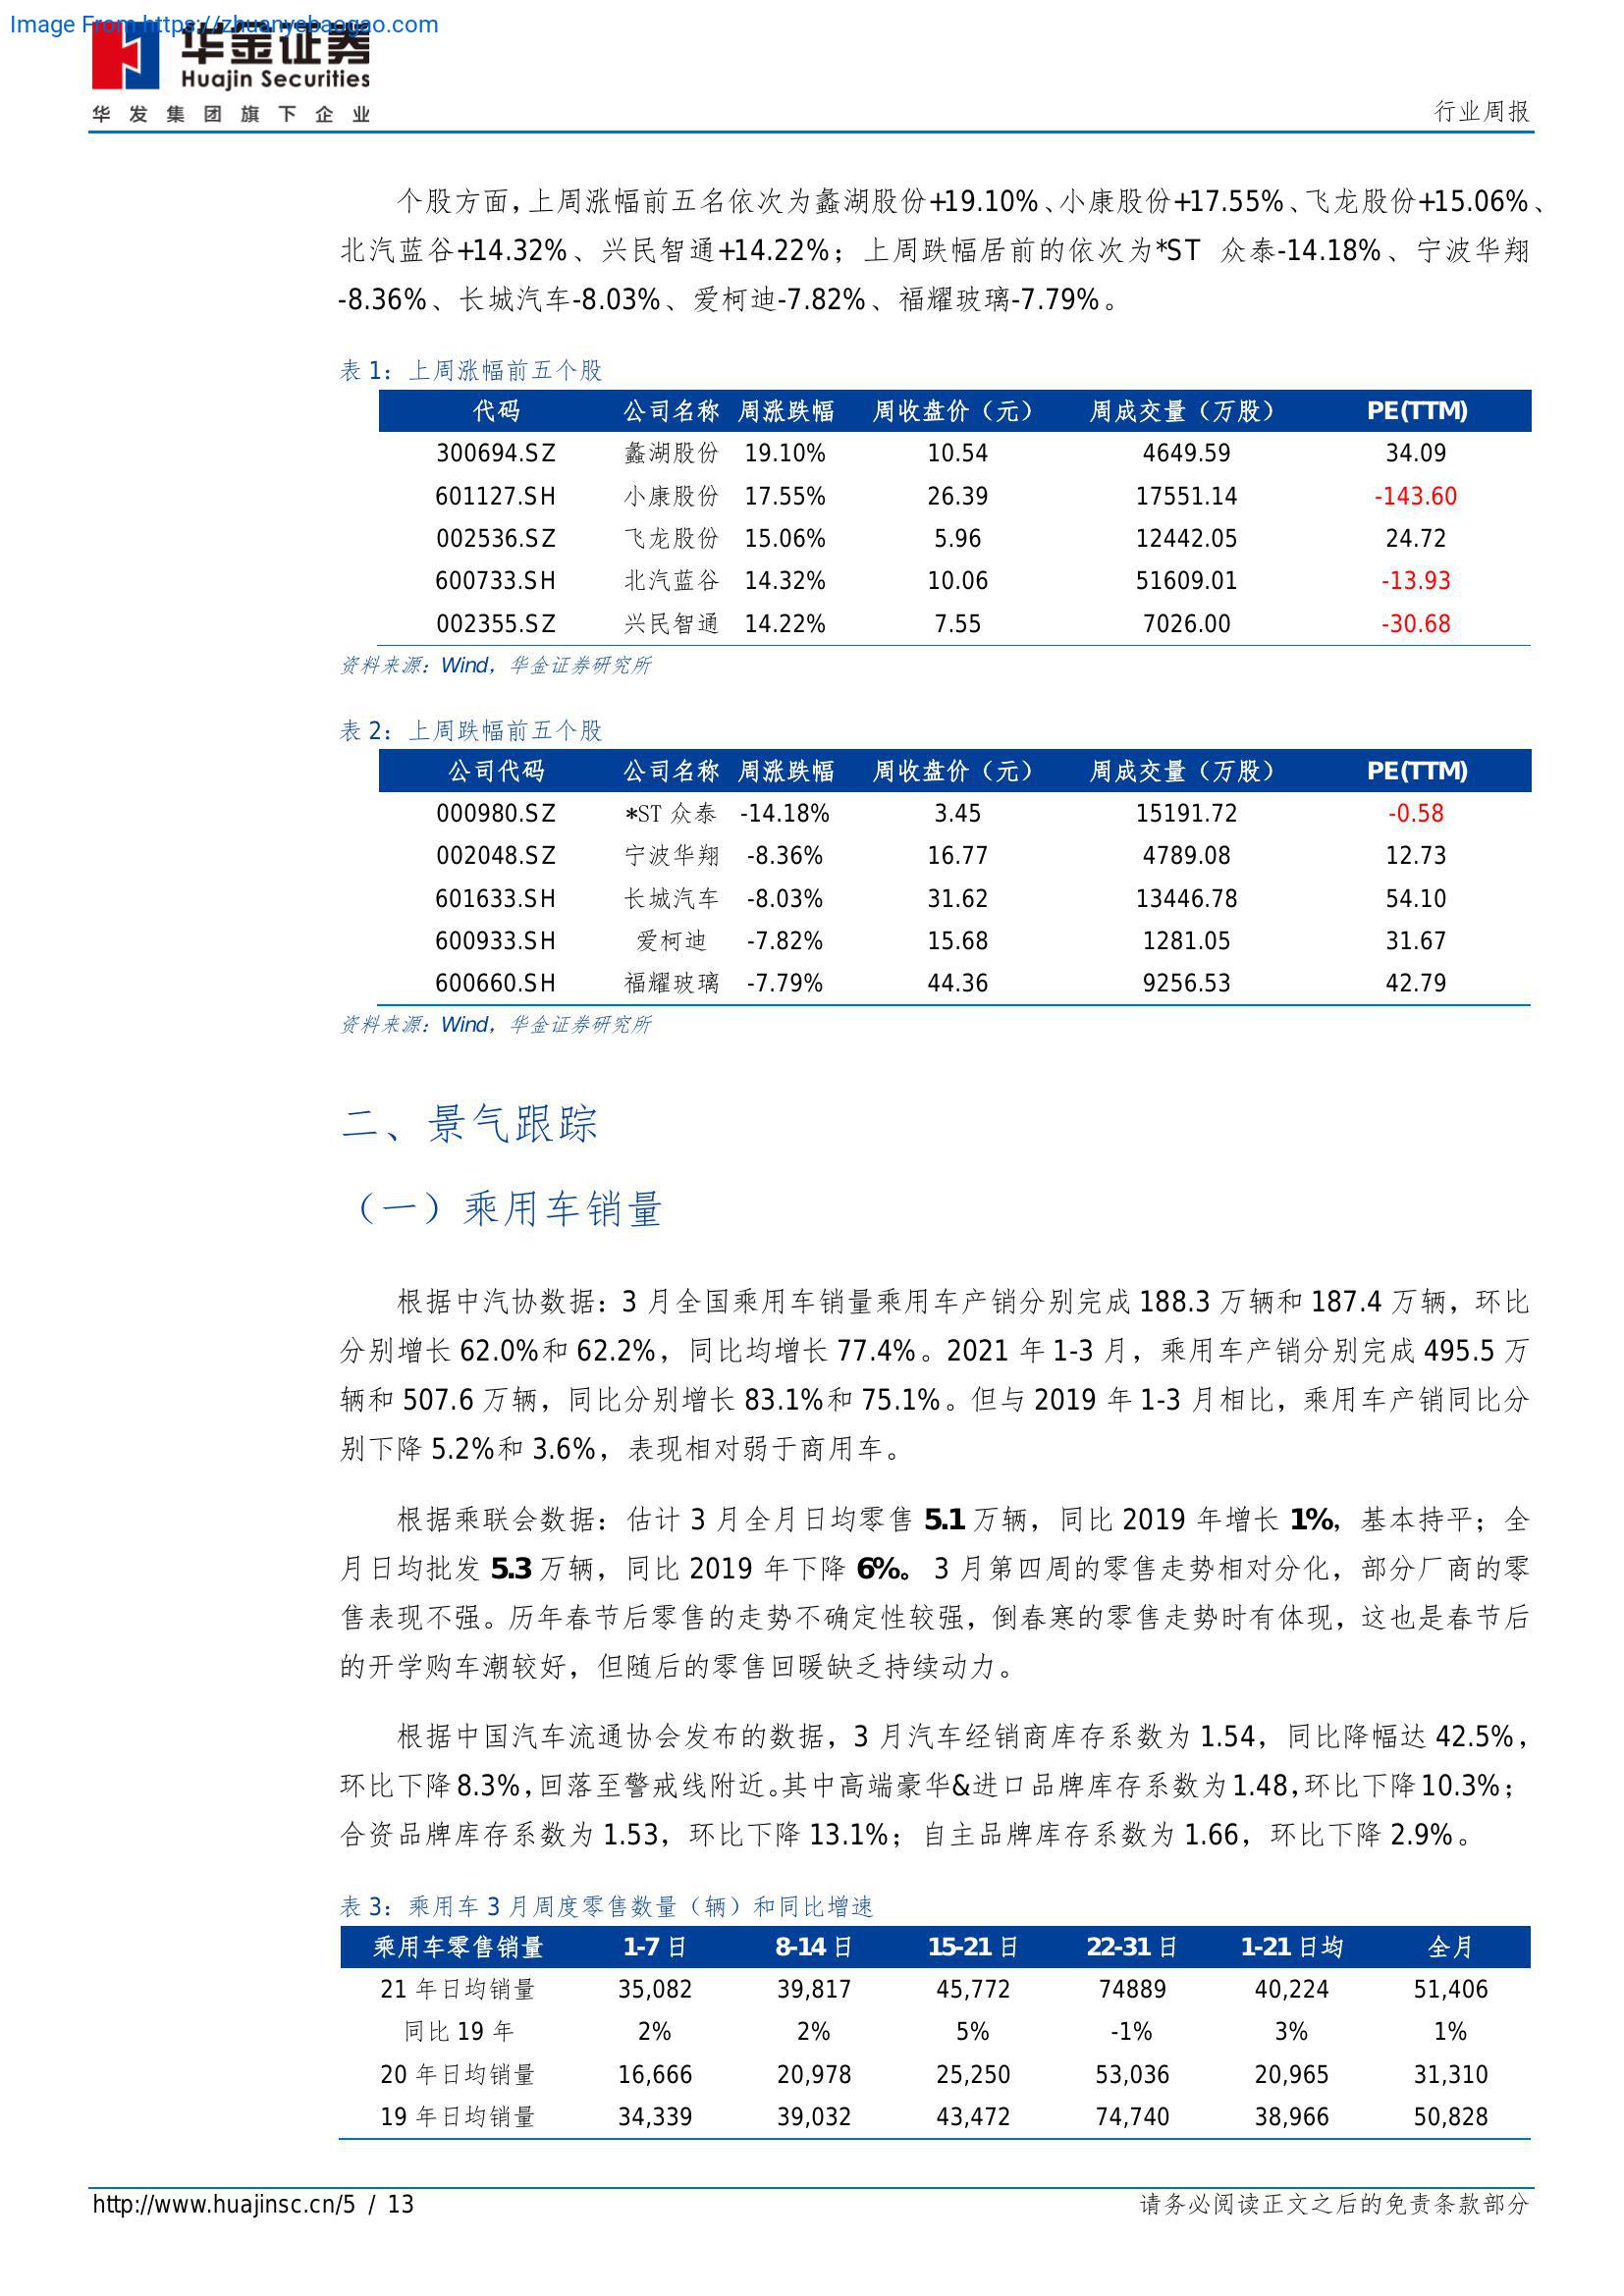 Image From https://zhuanyebaogao.com
华金证券
Huajin Securities
华发集团旗下企业
行业周报
个股方面，上周涨幅前五名依次为蠡湖股份+19.10%、小康股份+17.55%、飞龙股份+15.06%、
北汽蓝谷+14.32%、兴民智通+14.22%；上周跌幅居前的依次为*ST 众泰-14.18%、宁波华翔
-8.36%、长城汽车-8.03%、爱柯迪-7.82%、福耀玻璃-7.79%。
表 1：上周涨幅前五个股
代码 公司名称 周涨跌幅 周收盘价（元） 周成交量（万股） PE(TTM)
300694.SZ 蠡湖股份 19.10% 10.54 4649.59 34.09
601127.SH 小康股份 17.55% 26.39 17551.14 -143.60
002536.SZ 飞龙股份 15.06% 5.96 12442.05 24.72
600733.SH 北汽蓝谷 14.32% 10.06 51609.01 -13.93
002355.SZ 兴民智通 14.22% 7.55 7026.00 -30.68
资料来源：Wind，华金证券研究所
表 2：上周跌幅前五个股
公司代码 公司名称 周涨跌幅 周收盘价（元） 周成交量（万股） PE(TTM)
000980.SZ *ST 众泰 -14.18% 3.45 15191.72 -0.58
002048.SZ 宁波华翔 -8.36% 16.77 4789.08 12.73
601633.SH 长城汽车 -8.03% 31.62 13446.78 54.10
600933.SH 爱柯迪 -7.82% 15.68 1281.05 31.67
600660.SH 福耀玻璃 -7.79% 44.36 9256.53 42.79
资料来源：Wind，华金证券研究所
二、景气跟踪
（一）乘用车销量
根据中汽协数据：3 月全国乘用车销量乘用车产销分别完成 188.3 万辆和 187.4 万辆，环比
分别增长 62.0%和 62.2%，同比均增长 77.4%。2021 年 1-3 月，乘用车产销分别完成 495.5 万
辆和 507.6 万辆，同比分别增长 83.1%和 75.1%。但与 2019 年 1-3 月相比，乘用车产销同比分
别下降 5.2%和 3.6%，表现相对弱于商用车。
根据乘联会数据：估计 3 月全月日均零售 5.1 万辆，同比 2019 年增长 1%，基本持平；全
月日均批发 5.3 万辆，同比 2019 年下降 6%。 3 月第四周的零售走势相对分化，部分厂商的零
售表现不强。历年春节后零售的走势不确定性较强，倒春寒的零售走势时有体现，这也是春节后
的开学购车潮较好，但随后的零售回暖缺乏持续动力。
根据中国汽车流通协会发布的数据，3 月汽车经销商库存系数为 1.54，同比降幅达 42.5%，
环比下降 8.3%，回落至警戒线附近。其中高端豪华&进口品牌库存系数为 1.48，环比下降 10.3%；
合资品牌库存系数为 1.53，环比下降 13.1%；自主品牌库存系数为 1.66，环比下降 2.9%。
表 3：乘用车 3 月周度零售数量（辆）和同比增速
乘用车零售销量 1-7 日 8-14 日 15-21 日 22-31 日 1-21 日均 全月
21 年日均销量 35,082 39,817 45,772 74889 40,224 51,406
同比 19 年 2% 2% 5% -1% 3% 1%
20 年日均销量 16,666 20,978 25,250 53,036 20,965 31,310
19 年日均销量 34,339 39,032 43,472 74,740 38,966 50,828
http://www.huajinsc.cn/5 / 13
请务必阅读正文之后的免责条款部分